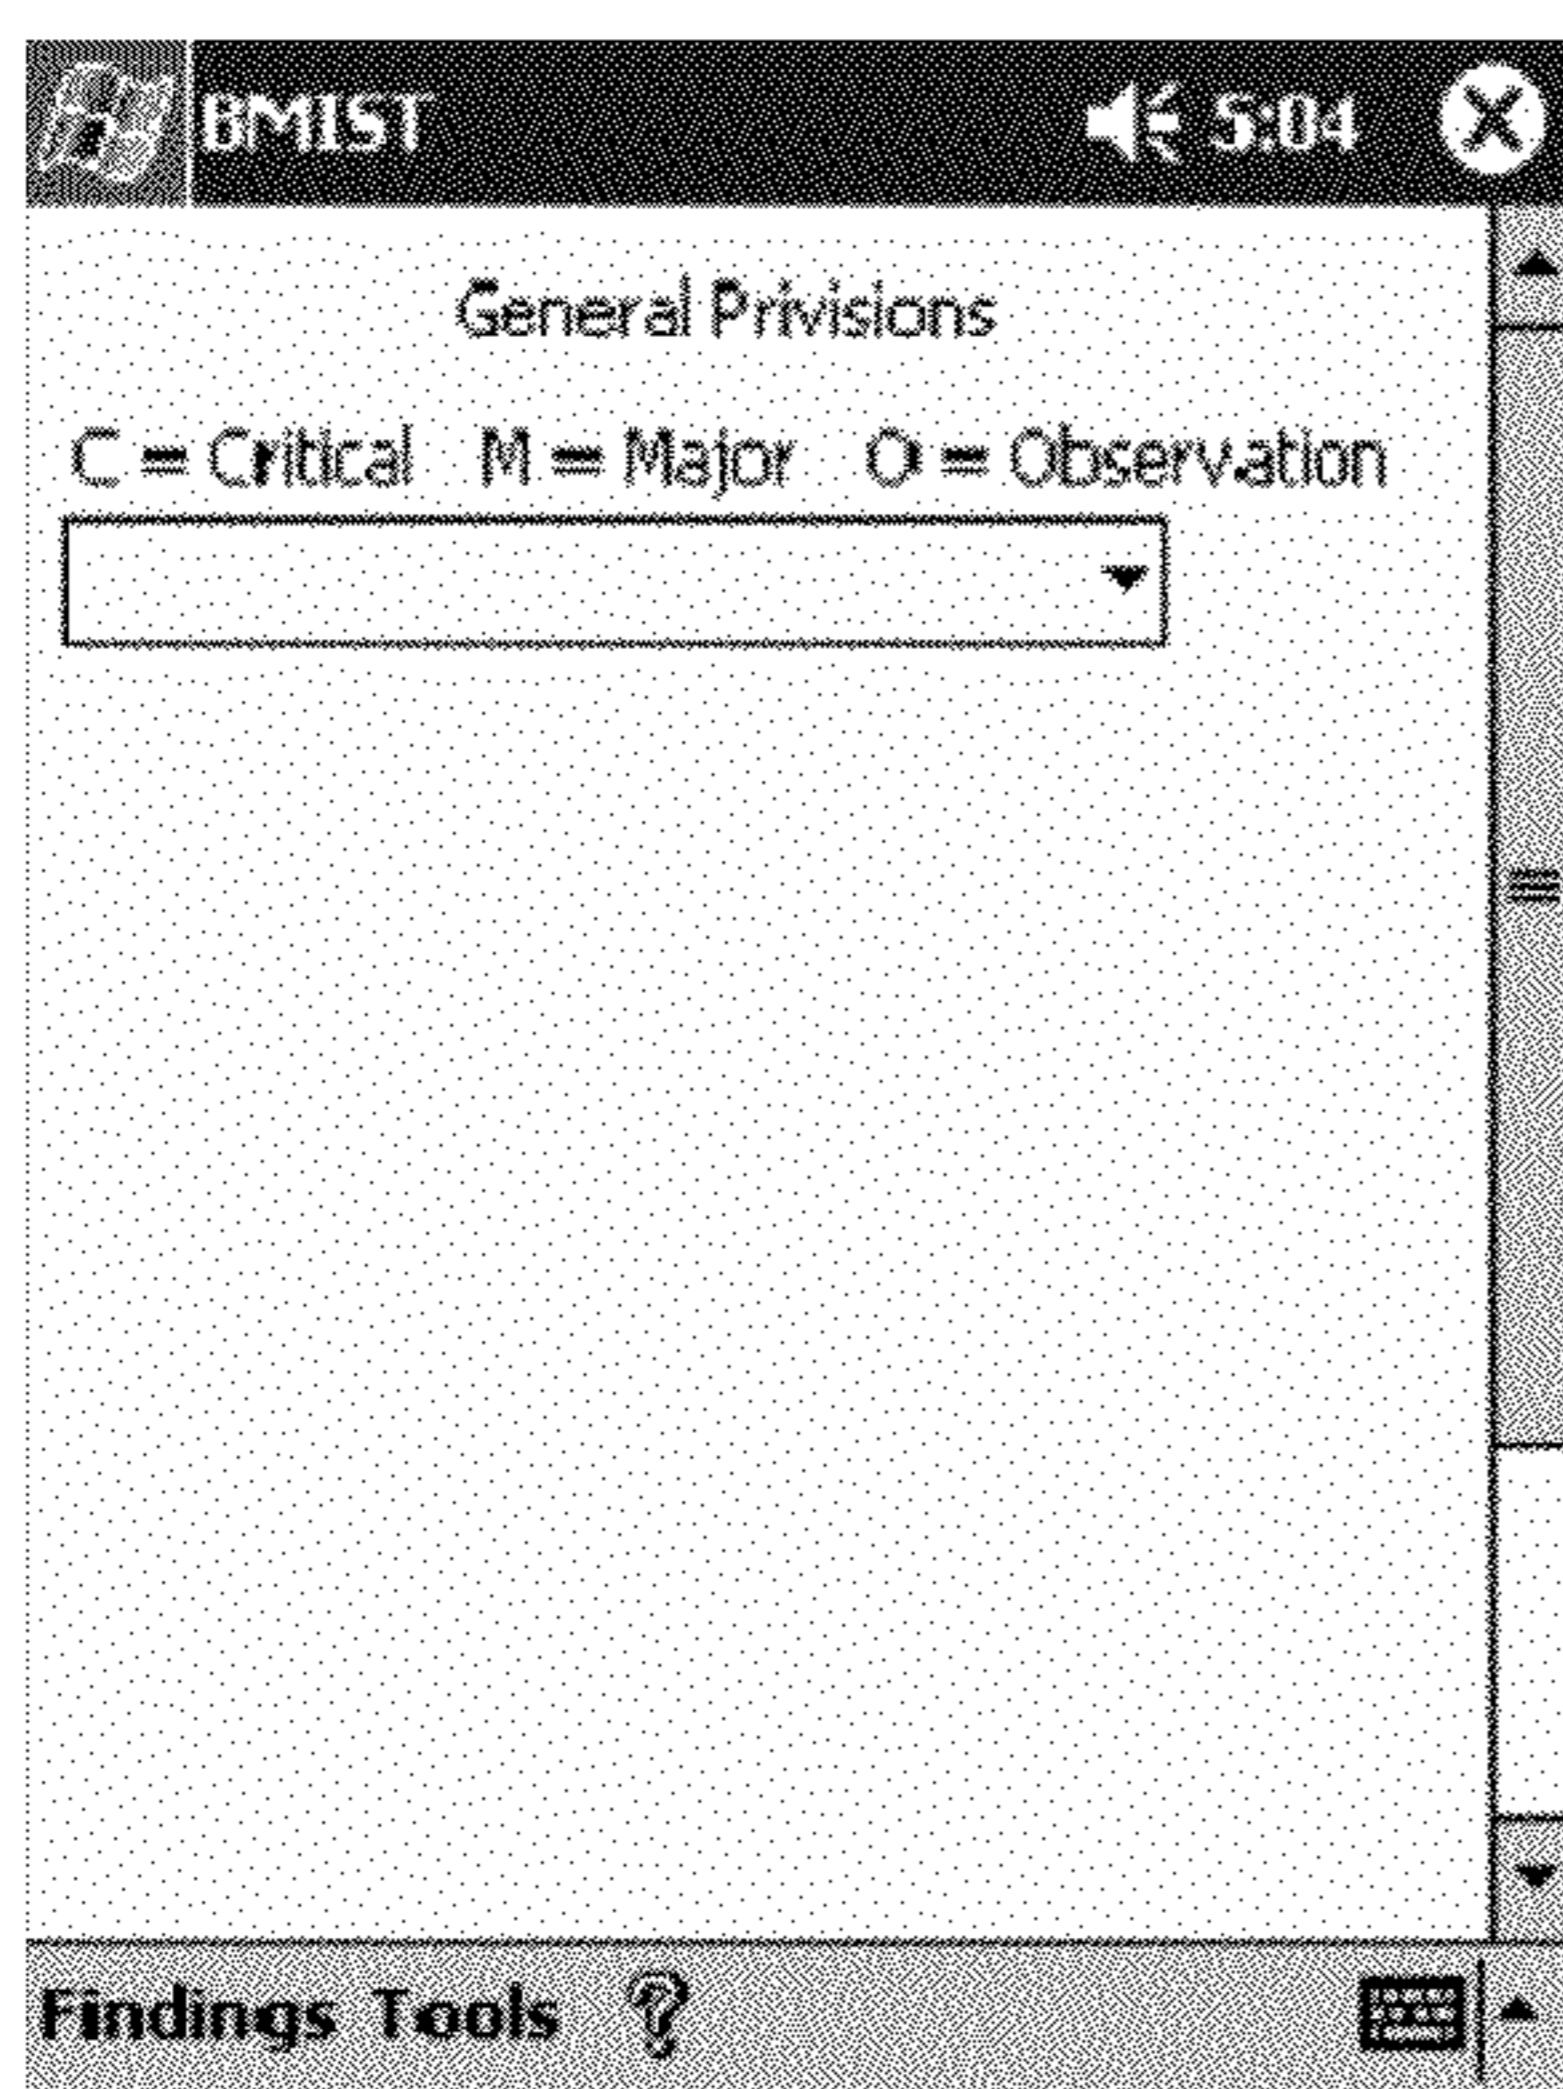 BMIST 5:04
General Privisions
C = Critical M = Major O = Observation
Findings Tools ?